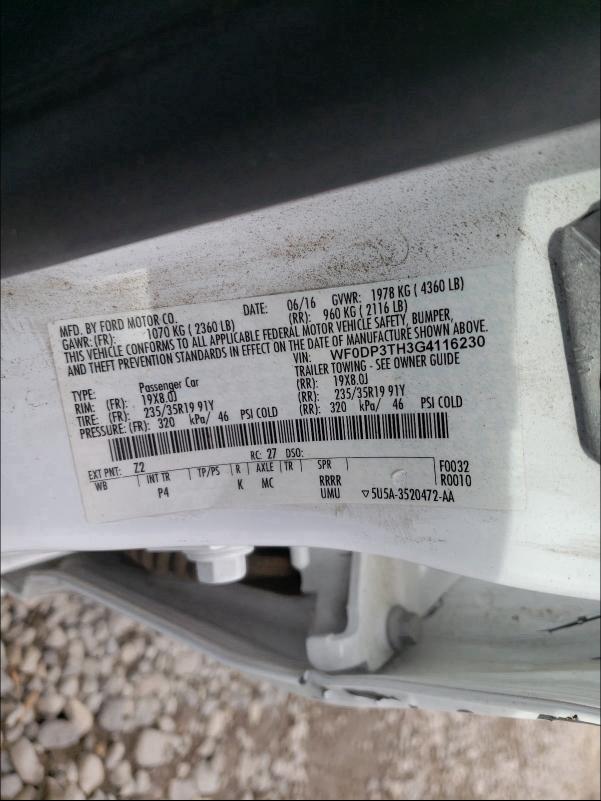 MFD. BY FORD MOTOR CO. DATE: 06/16 GVWR: 1978 KG ( 4360 LB)
GAWR: (FR): 1070 KG ( 2360 LB) (RR): 960 KG ( 2116 LB)
THIS VEHICLE CONFORMS TO ALL APPLICABLE FEDERAL MOTOR VEHICLE SAFETY, BUMPER,
AND THEFT PREVENTION STANDARDS IN EFFECT ON THE DATE OF MANUFACTURE SHOWN ABOVE.
VIN: WF0DP3TH3G4116230
TYPE: Passenger Car TRAILER TOWING - SEE OWNER GUIDE
RIM: (FR): 19X8.0J (RR): 19X8.0J
TIRE: (FR): 235/35R19 91Y (RR): 235/35R19 91Y
PRESSURE: (FR): 320 kPa/ 46 PSI COLD (RR): 320 kPa/ 46 PSI COLD
EXT PNT: Z2 RC: 27 DSO: F0032
WB INT TR TP/PS R AXLE TR SPR R0010
P4 K MC RRRR
UMU ▽5U5A-3520472-AA